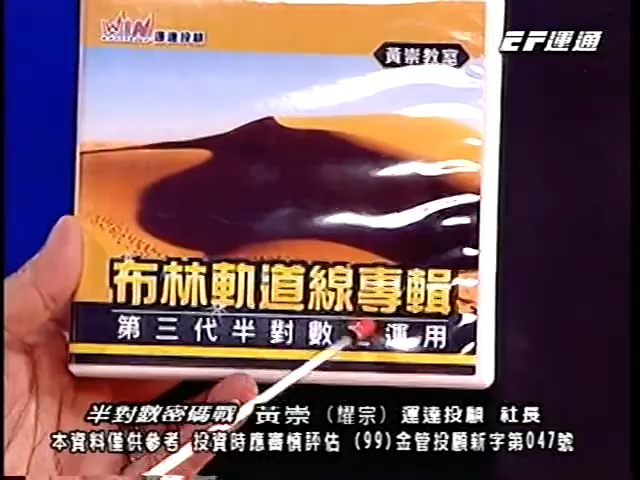 WIN 運達投顧
EF運通
黃崇教室
布林軌道線專輯
第三代半對數之運用
半對數密碼戰 黃崇（耀宗）運達投顧 社長
本資料僅供參考 投資時應審慎評估 (99)金管投顧新字第047號